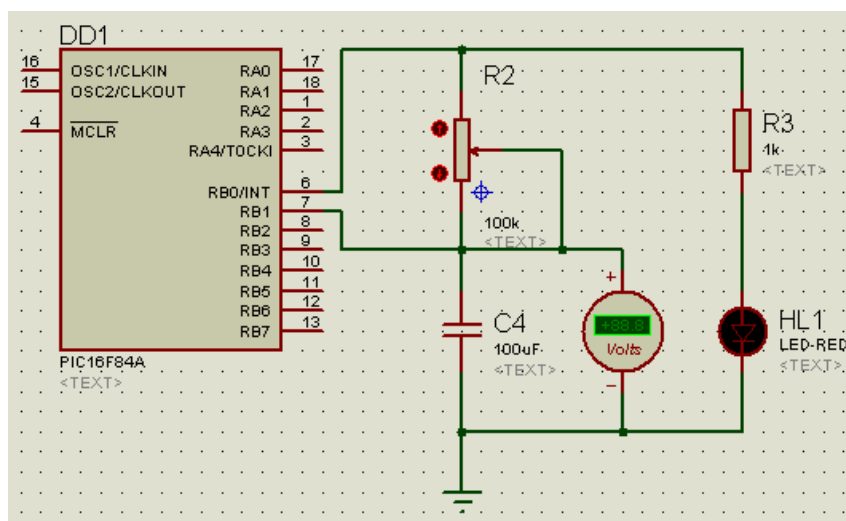 DD1
16 OSC1/CLKIN RA0 17
15 OSC2/CLKOUT RA1 18
RA2 1
4 MCLR RA3 2
RA4/T0CKI 3
RB0/INT 6
RB1 7
RB2 8
RB3 9
RB4 10
RB5 11
RB6 12
RB7 13
PIC16F84A
<TEXT>
R2
100k
<TEXT>
R3
1k
<TEXT>
C4
100uF
<TEXT>
+
+88.8
Volts
−
HL1
LED-RED
<TEXT>